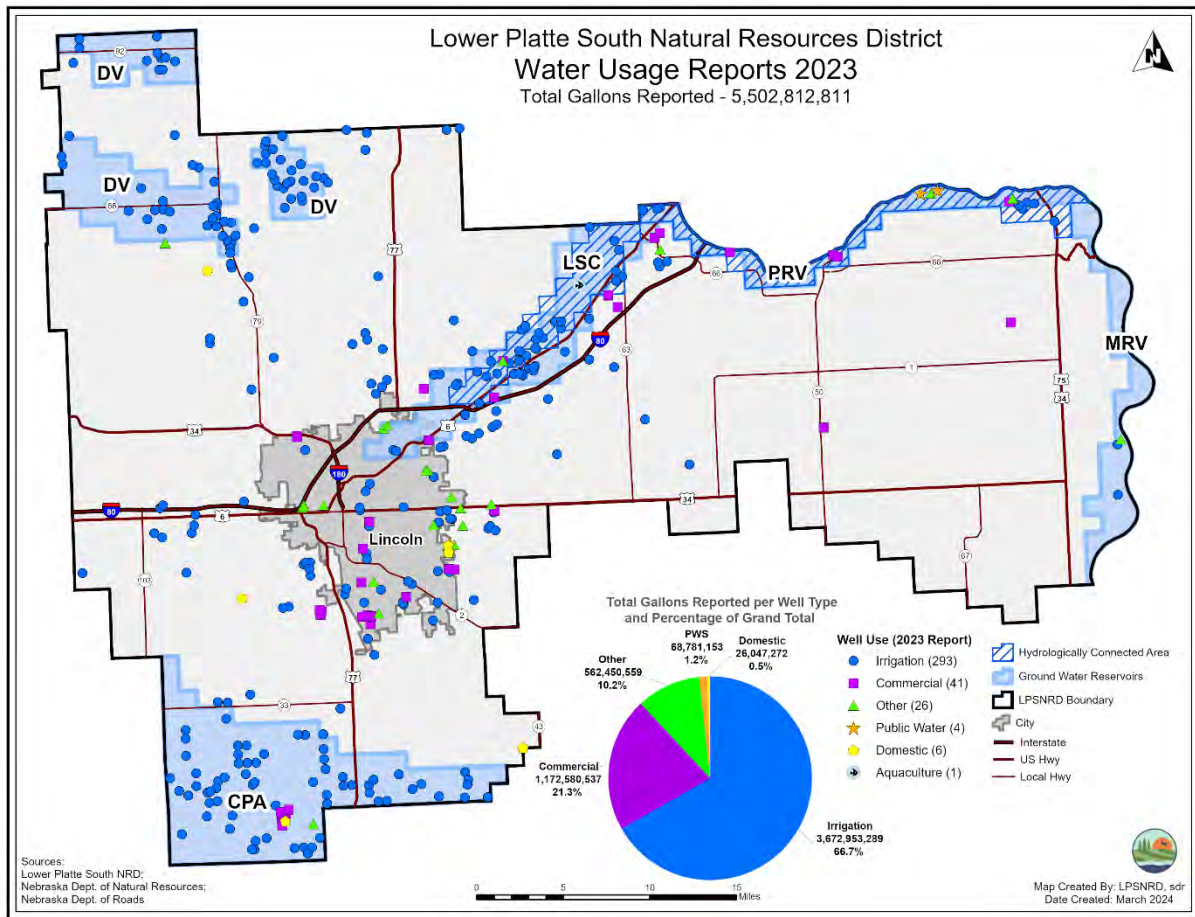 Lower Platte South Natural Resources District
Water Usage Reports 2023
Total Gallons Reported - 5,502,812,811
N
92
DV
DV
DV
66
77
79
LSC
PRV
66
66
80
63
MRV
1
50
75
34
34
6
180
80
6
34
Lincoln
103
67
2
77
33
43
CPA
Total Gallons Reported per Well Type
and Percentage of Grand Total
PWS
68,781,153
1.2%
Domestic
26,047,272
0.5%
Other
562,450,559
10.2%
Commercial
1,172,580,537
21.3%
Irrigation
3,672,953,289
66.7%
Well Use (2023 Report)
Irrigation (293)
Commercial (41)
Other (26)
Public Water (4)
Domestic (6)
Aquaculture (1)
Hydrologically Connected Area
Ground Water Reservoirs
LPSNRD Boundary
City
Interstate
US Hwy
Local Hwy
Sources:
Lower Platte South NRD;
Nebraska Dept. of Natural Resources;
Nebraska Dept. of Roads
0 5 10 15
Miles
Map Created By: LPSNRD, sdr
Date Created: March 2024